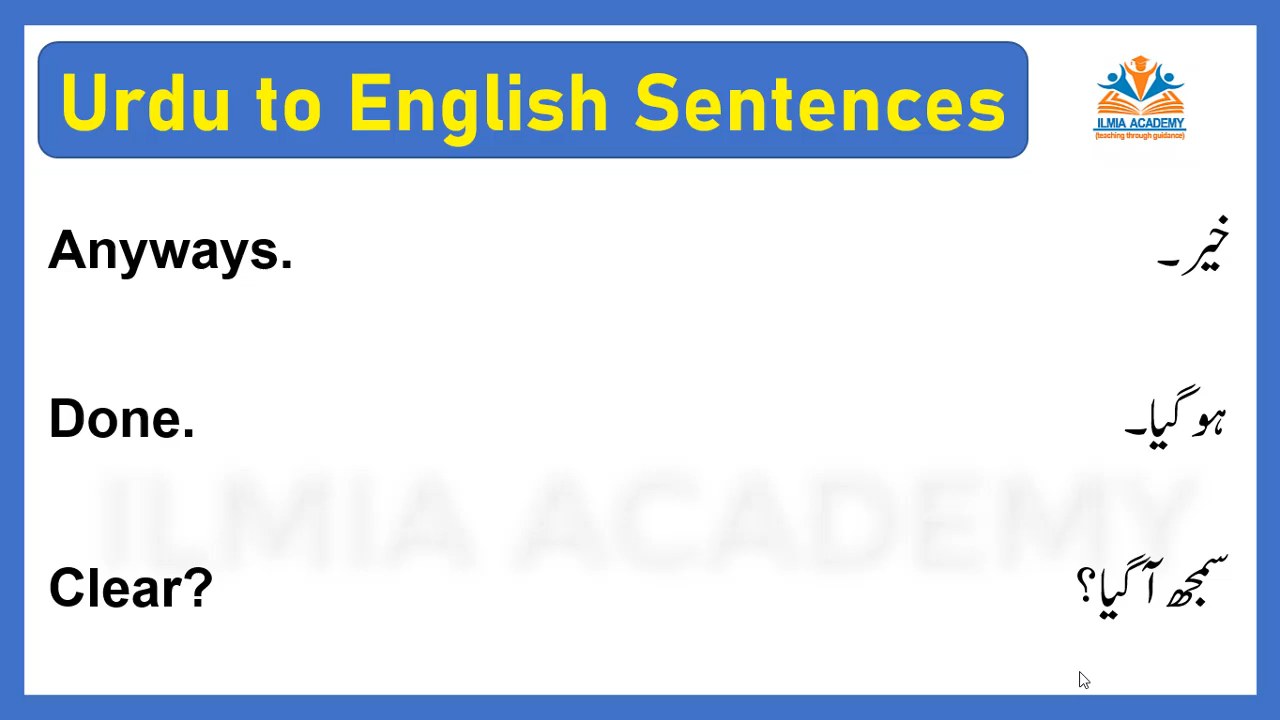 Urdu to English Sentences
ILMIA ACADEMY
(teaching through guidance)
Anyways. خیر۔
Done. ہو گیا۔
ILMIA ACADEMY
Clear? سمجھ آ گیا؟